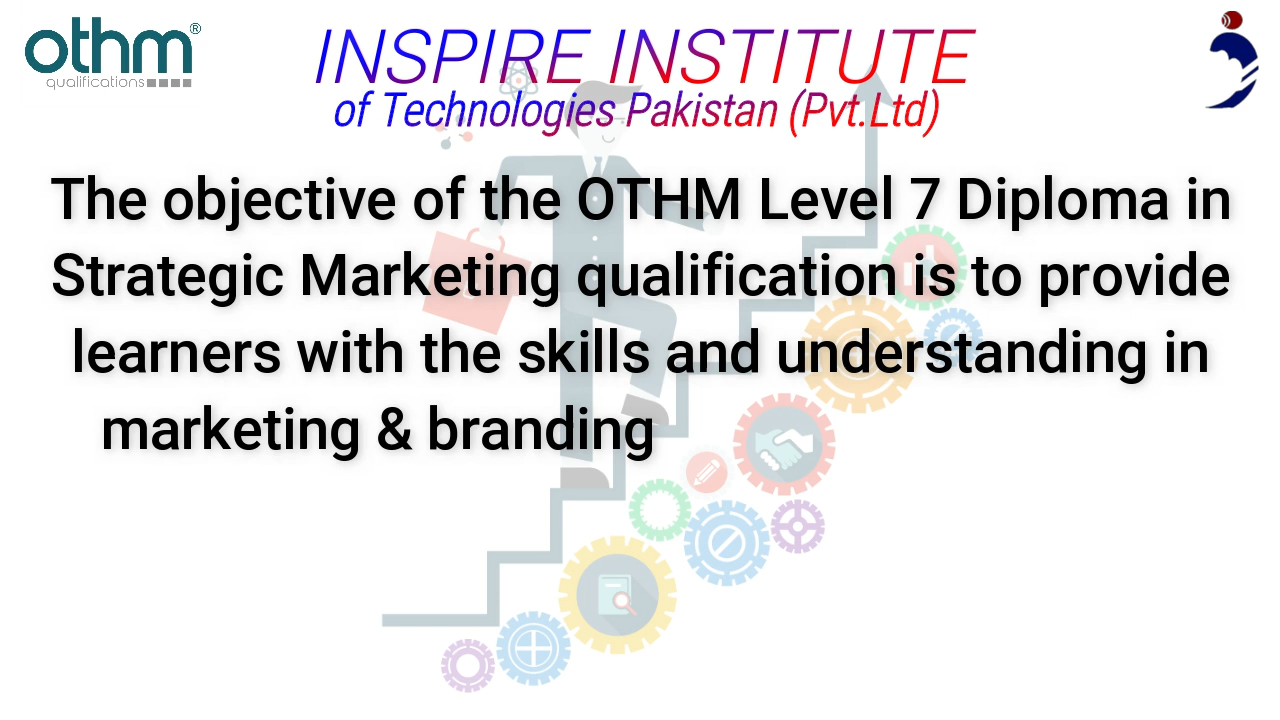 othm®
qualifications
INSPIRE INSTITUTE
of Technologies Pakistan (Pvt.Ltd)
The objective of the OTHM Level 7 Diploma in
Strategic Marketing qualification is to provide
learners with the skills and understanding in
marketing & branding